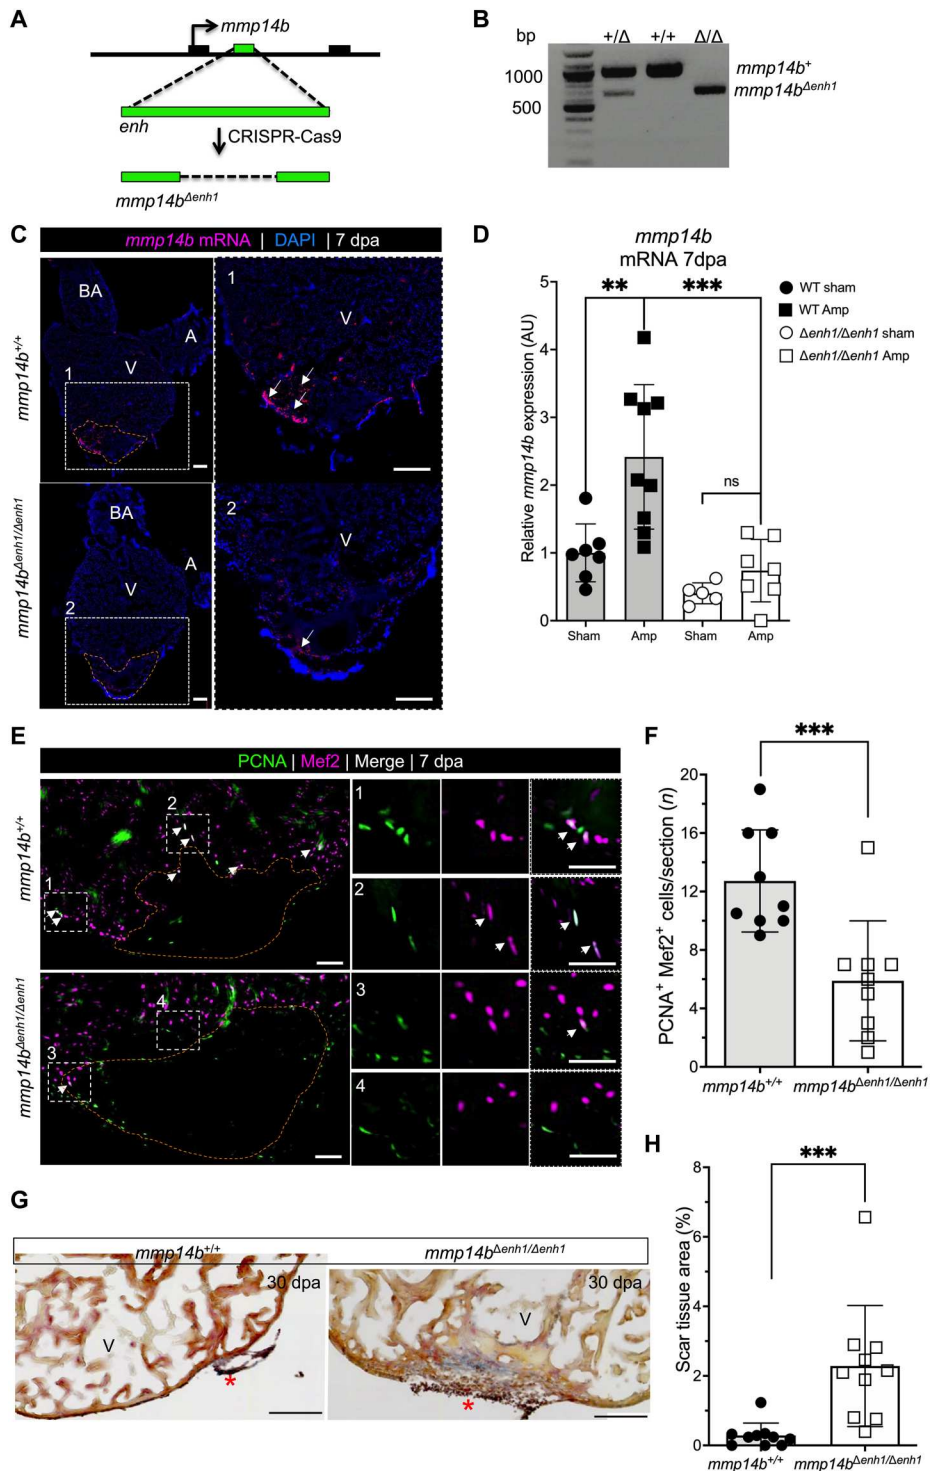 A
mmp14b
enh
CRISPR-Cas9
mmp14bΔenh1
B
bp
+/Δ +/+ Δ/Δ
1000
500
mmp14b+
mmp14bΔenh1
C
mmp14b mRNA | DAPI | 7 dpa
mmp14b+/+
BA
A
V
1
1
V
mmp14bΔenh1/Δenh1
BA
A
V
2
2
V
D
mmp14b
mRNA 7dpa
Relative mmp14b expression (AU)
5
4
3
2
1
0
** ***
ns
Sham Amp Sham Amp
WT sham
WT Amp
Δenh1/Δenh1 sham
Δenh1/Δenh1 Amp
E
PCNA | Mef2 | Merge | 7 dpa
mmp14b+/+
1
2
1
2
mmp14bΔenh1/Δenh1
3
4
3
4
F
***
PCNA+ Mef2+ cells/section (n)
20
16
12
8
4
0
mmp14b+/+ mmp14bΔenh1/Δenh1
G
mmp14b+/+ mmp14bΔenh1/Δenh1
30 dpa
V
*
30 dpa
V
*
H
***
Scar tissue area (%)
8
6
4
2
0
mmp14b+/+ mmp14bΔenh1/Δenh1